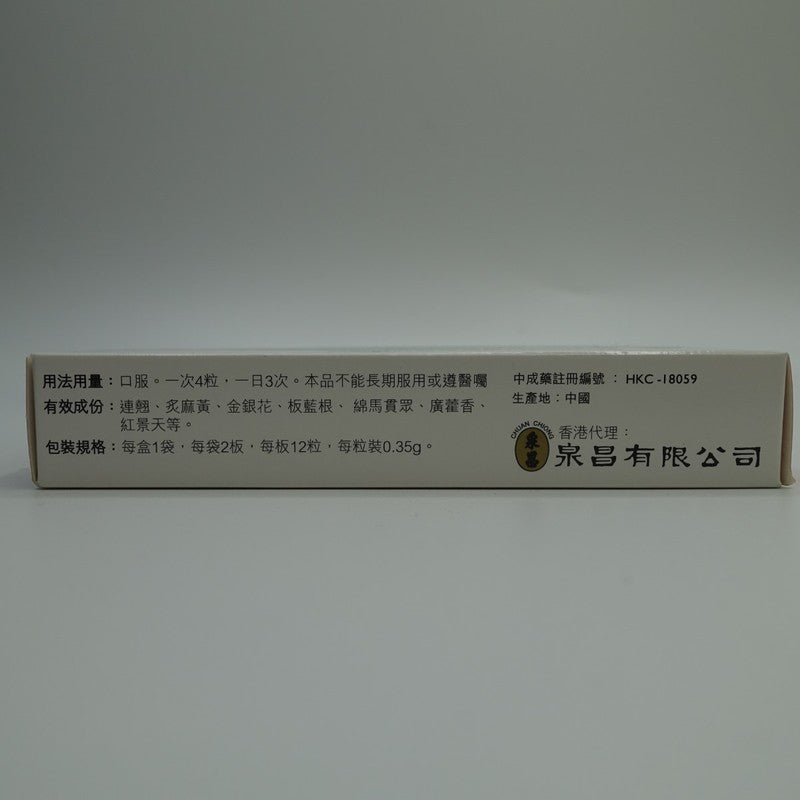 用法用量：口服。一次4粒，一日3次。本品不能長期服用或遵醫囑
有效成份：連翹、炙麻黃、金銀花、板藍根、綿馬貫眾、廣藿香、
紅景天等。
包裝規格：每盒1袋，每袋2板，每板12粒，每粒裝0.35g。
中成藥註冊編號：HKC -18059
生產地：中國
CHUAN CHIONG
泉昌
香港代理：
泉昌有限公司